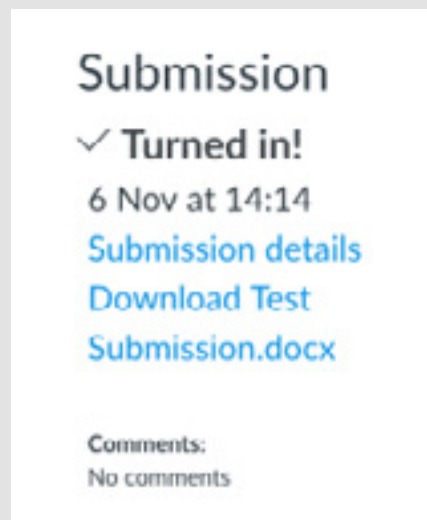 Submission
✓ Turned in!
6 Nov at 14:14
Submission details
Download Test
Submission.docx
Comments:
No comments